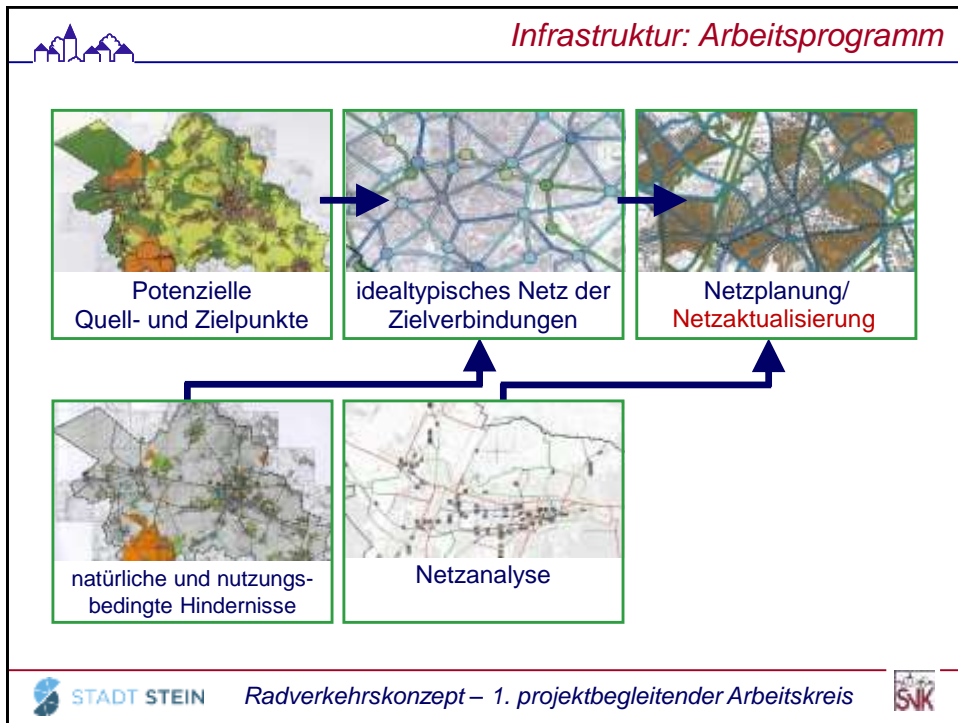 Infrastruktur: Arbeitsprogramm
Potenzielle
Quell- und Zielpunkte
idealtypisches Netz der
Zielverbindungen
Netzplanung/
Netzaktualisierung
natürliche und nutzungs-
bedingte Hindernisse
Netzanalyse
STADT STEIN
Radverkehrskonzept – 1. projektbegleitender Arbeitskreis
SVK